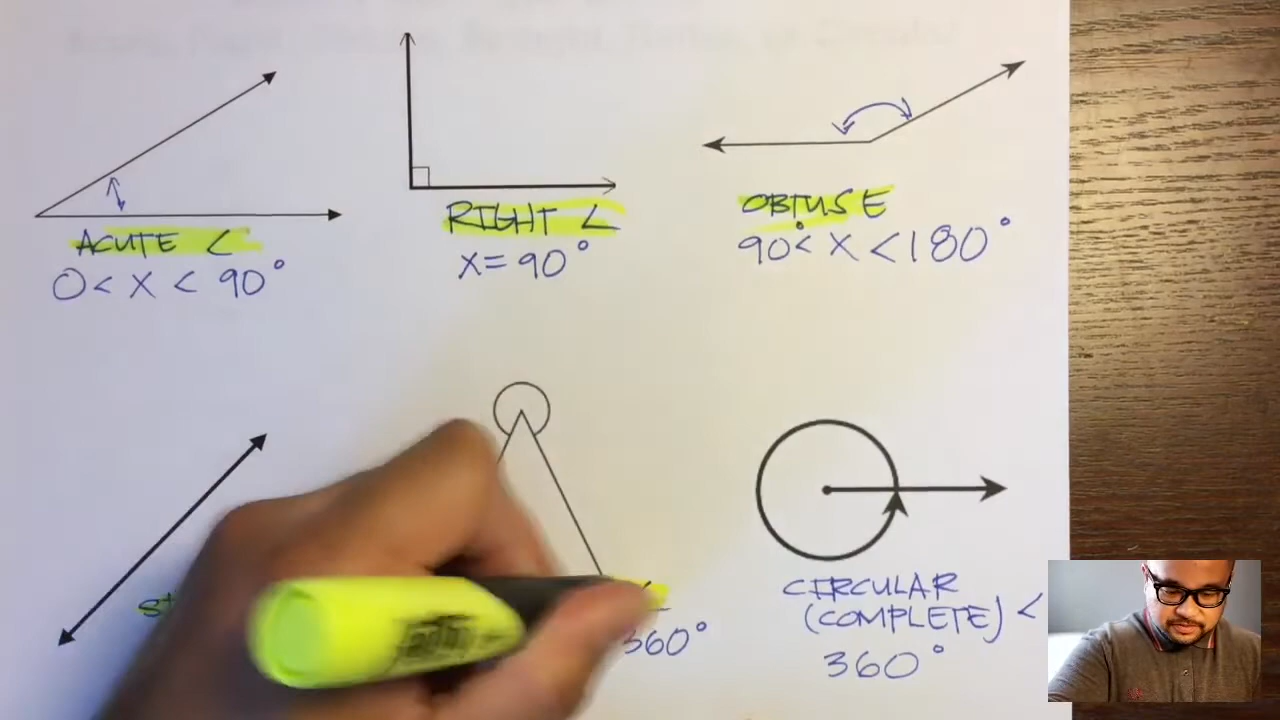 ACUTE <
0 < X < 90°
RIGHT <
X = 90°
OBTUSE
90° < X < 180°
<
360°
CIRCULAR
(COMPLETE) <
360°